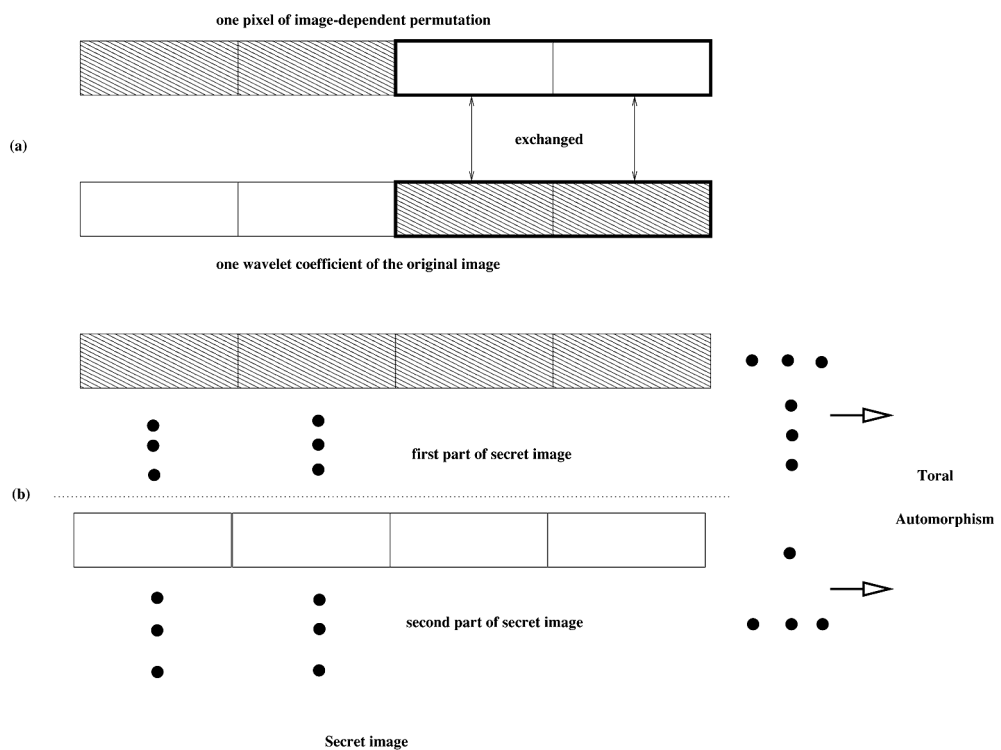 one pixel of image-dependent permutation
(a)
exchanged
one wavelet coefficient of the original image
first part of secret image
Toral
(b)
Automorphism
second part of secret image
Secret image